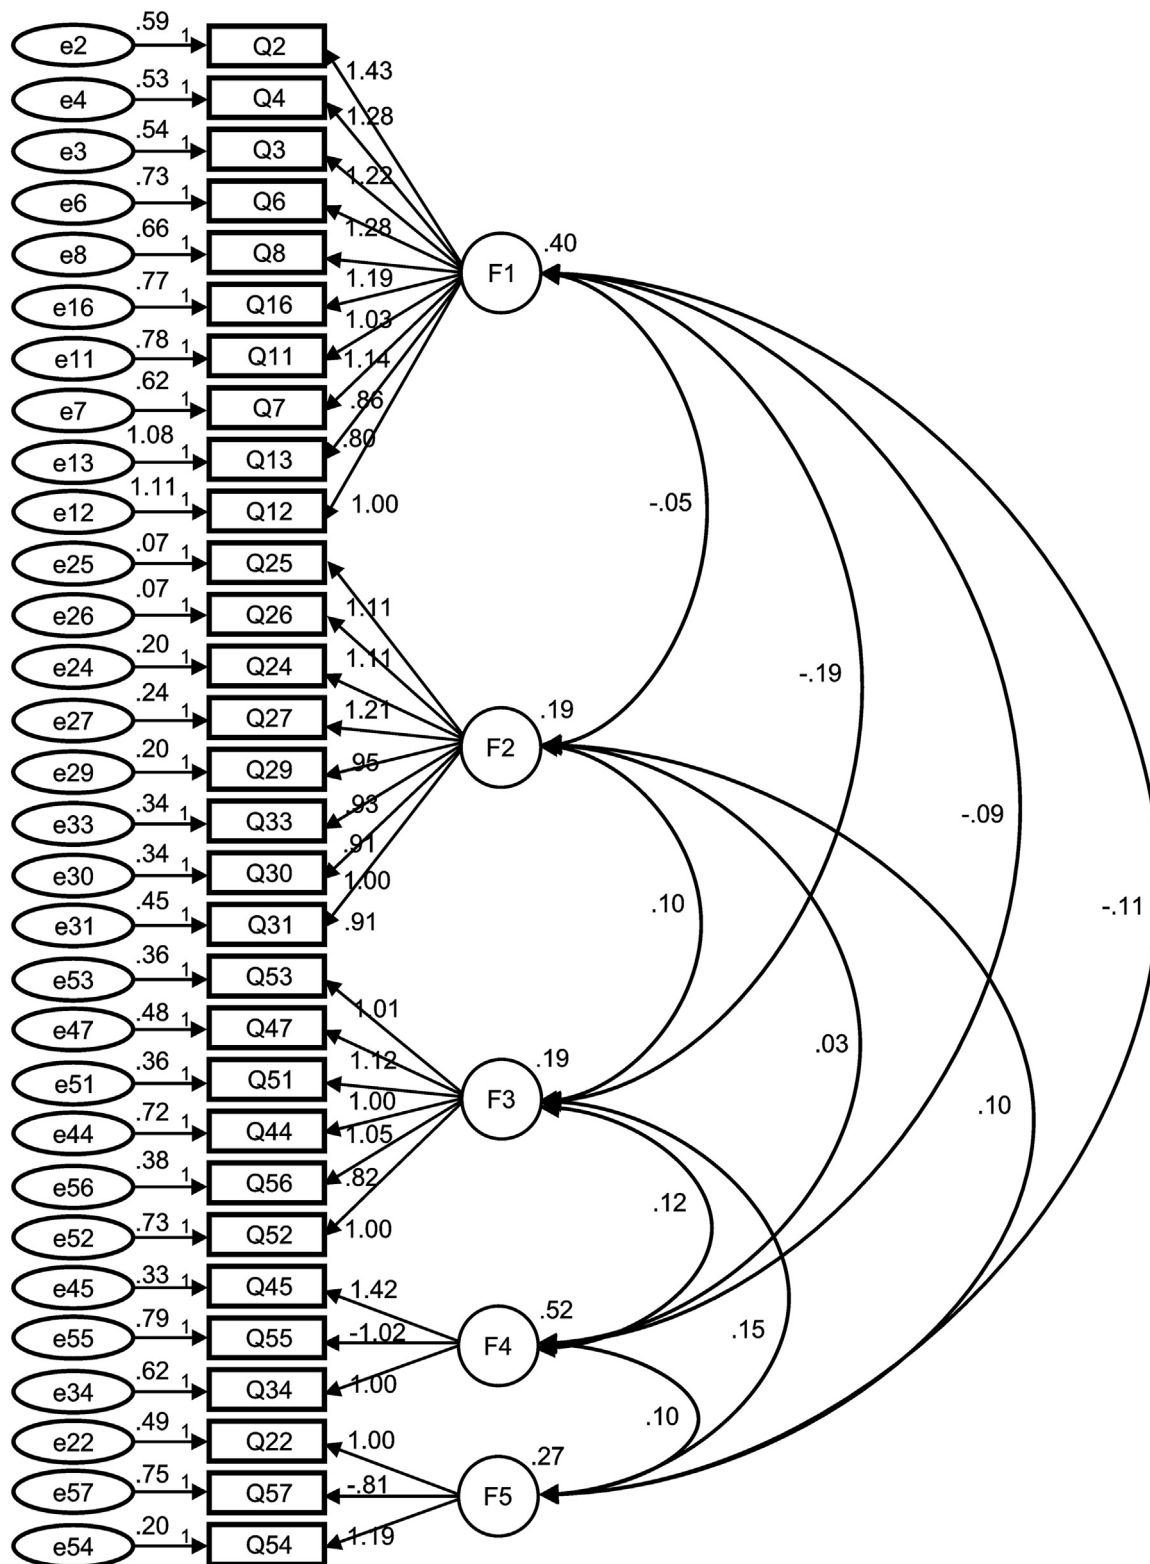 e2 .59 1 Q2
1.43
e4 .53 1 Q4
1.28
e3 .54 1 Q3
1.22
e6 .73 1 Q6
1.28
e8 .66 1 Q8
F1 .40
1.19
e16 .77 1 Q16
1.03
e11 .78 1 Q11
1.14
e7 .62 1 Q7
.86
e13 1.08 1 Q13
.80
e12 1.11 1 Q12
1.00
-.05
e25 .07 1 Q25
1.11
e26 .07 1 Q26
1.11
e24 .20 1 Q24
-.19
1.21
e27 .24 1 Q27
F2 .19
.95
e29 .20 1 Q29
.93
e33 .34 1 Q33
-.09
.91
e30 .34 1 Q30
1.00
e31 .45 1 Q31
.91
.10
-.11
e53 .36 1 Q53
1.01
e47 .48 1 Q47
.03
1.12
e51 .36 1 Q51
F3 .19
1.00
.10
e44 .72 1 Q44
1.05
e56 .38 1 Q56
.82
.12
e52 .73 1 Q52
1.00
e45 .33 1 Q45
1.42
e55 .79 1 Q55
-1.02
F4 .52
.15
e34 .62 1 Q34
1.00
.10
e22 .49 1 Q22
1.00
e57 .75 1 Q57
-.81
F5 .27
e54 .20 1 Q54
1.19